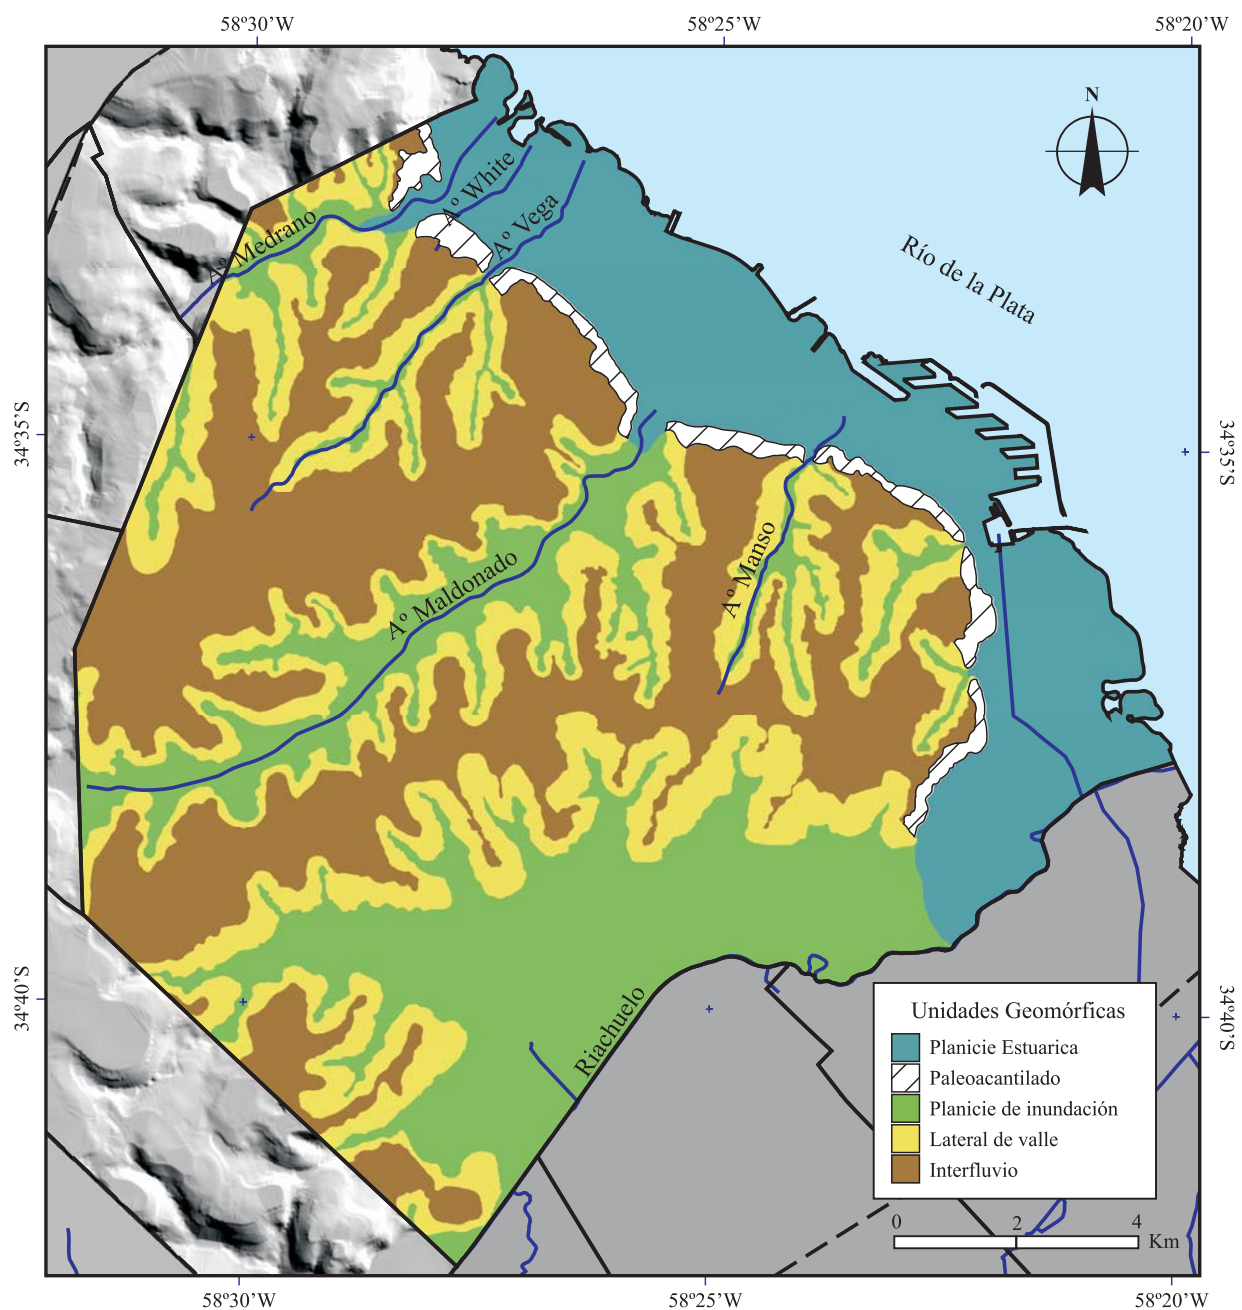 58º30’W
58º25’W
58º20’W
N
Aº White
Aº Vega
Aº Medrano
Río de la Plata
34º35’S
34º35’S
Aº Manso
Aº Maldonado
34º40’S
34º40’S
Riachuelo
Unidades Geomórficas
Planicie Estuarica
Paleoacantilado
Planicie de inundación
Lateral de valle
Interfluvio
0 2 4
Km
58º30’W
58º25’W
58º20’W